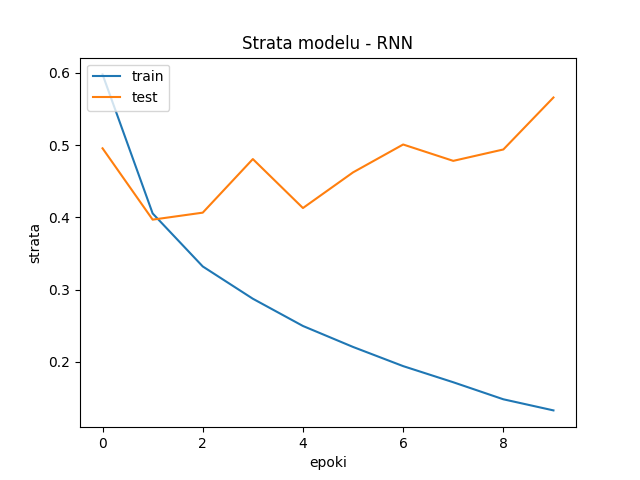 Strata modelu - RNN
train
test
0.6
0.5
0.4
0.3
0.2
strata
0 2 4 6 8
epoki